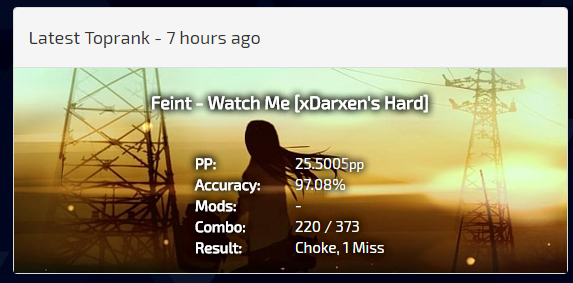 Latest Toprank - 7 hours ago
Feint - Watch Me [xDarxen's Hard]
PP: 25.5005pp
Accuracy: 97.08%
Mods: -
Combo: 220 / 373
Result: Choke, 1 Miss